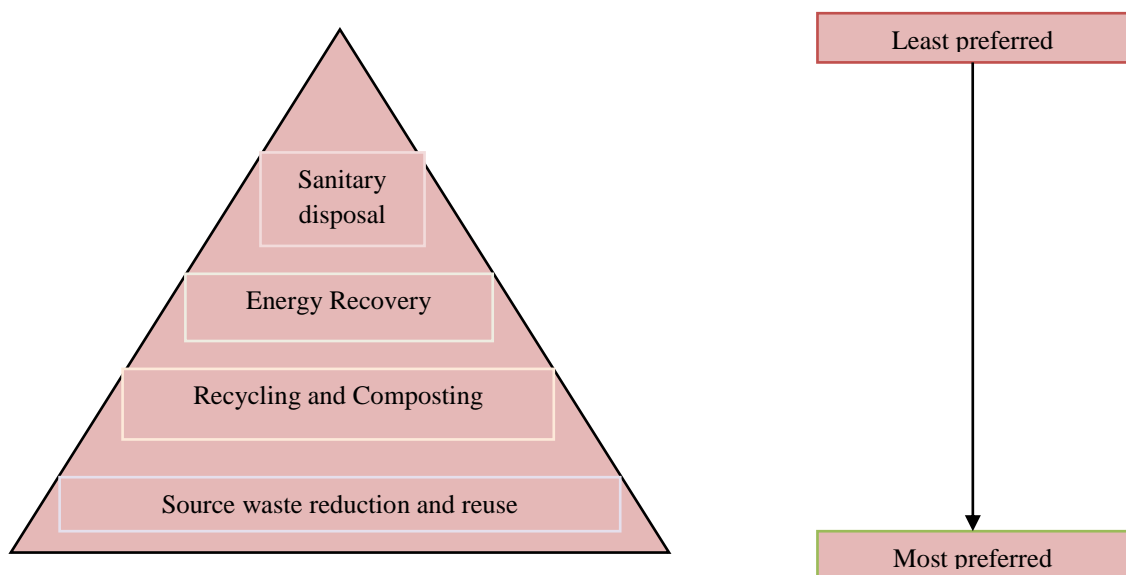 Least preferred
Sanitary
disposal
Energy Recovery
Recycling and Composting
Source waste reduction and reuse
Most preferred